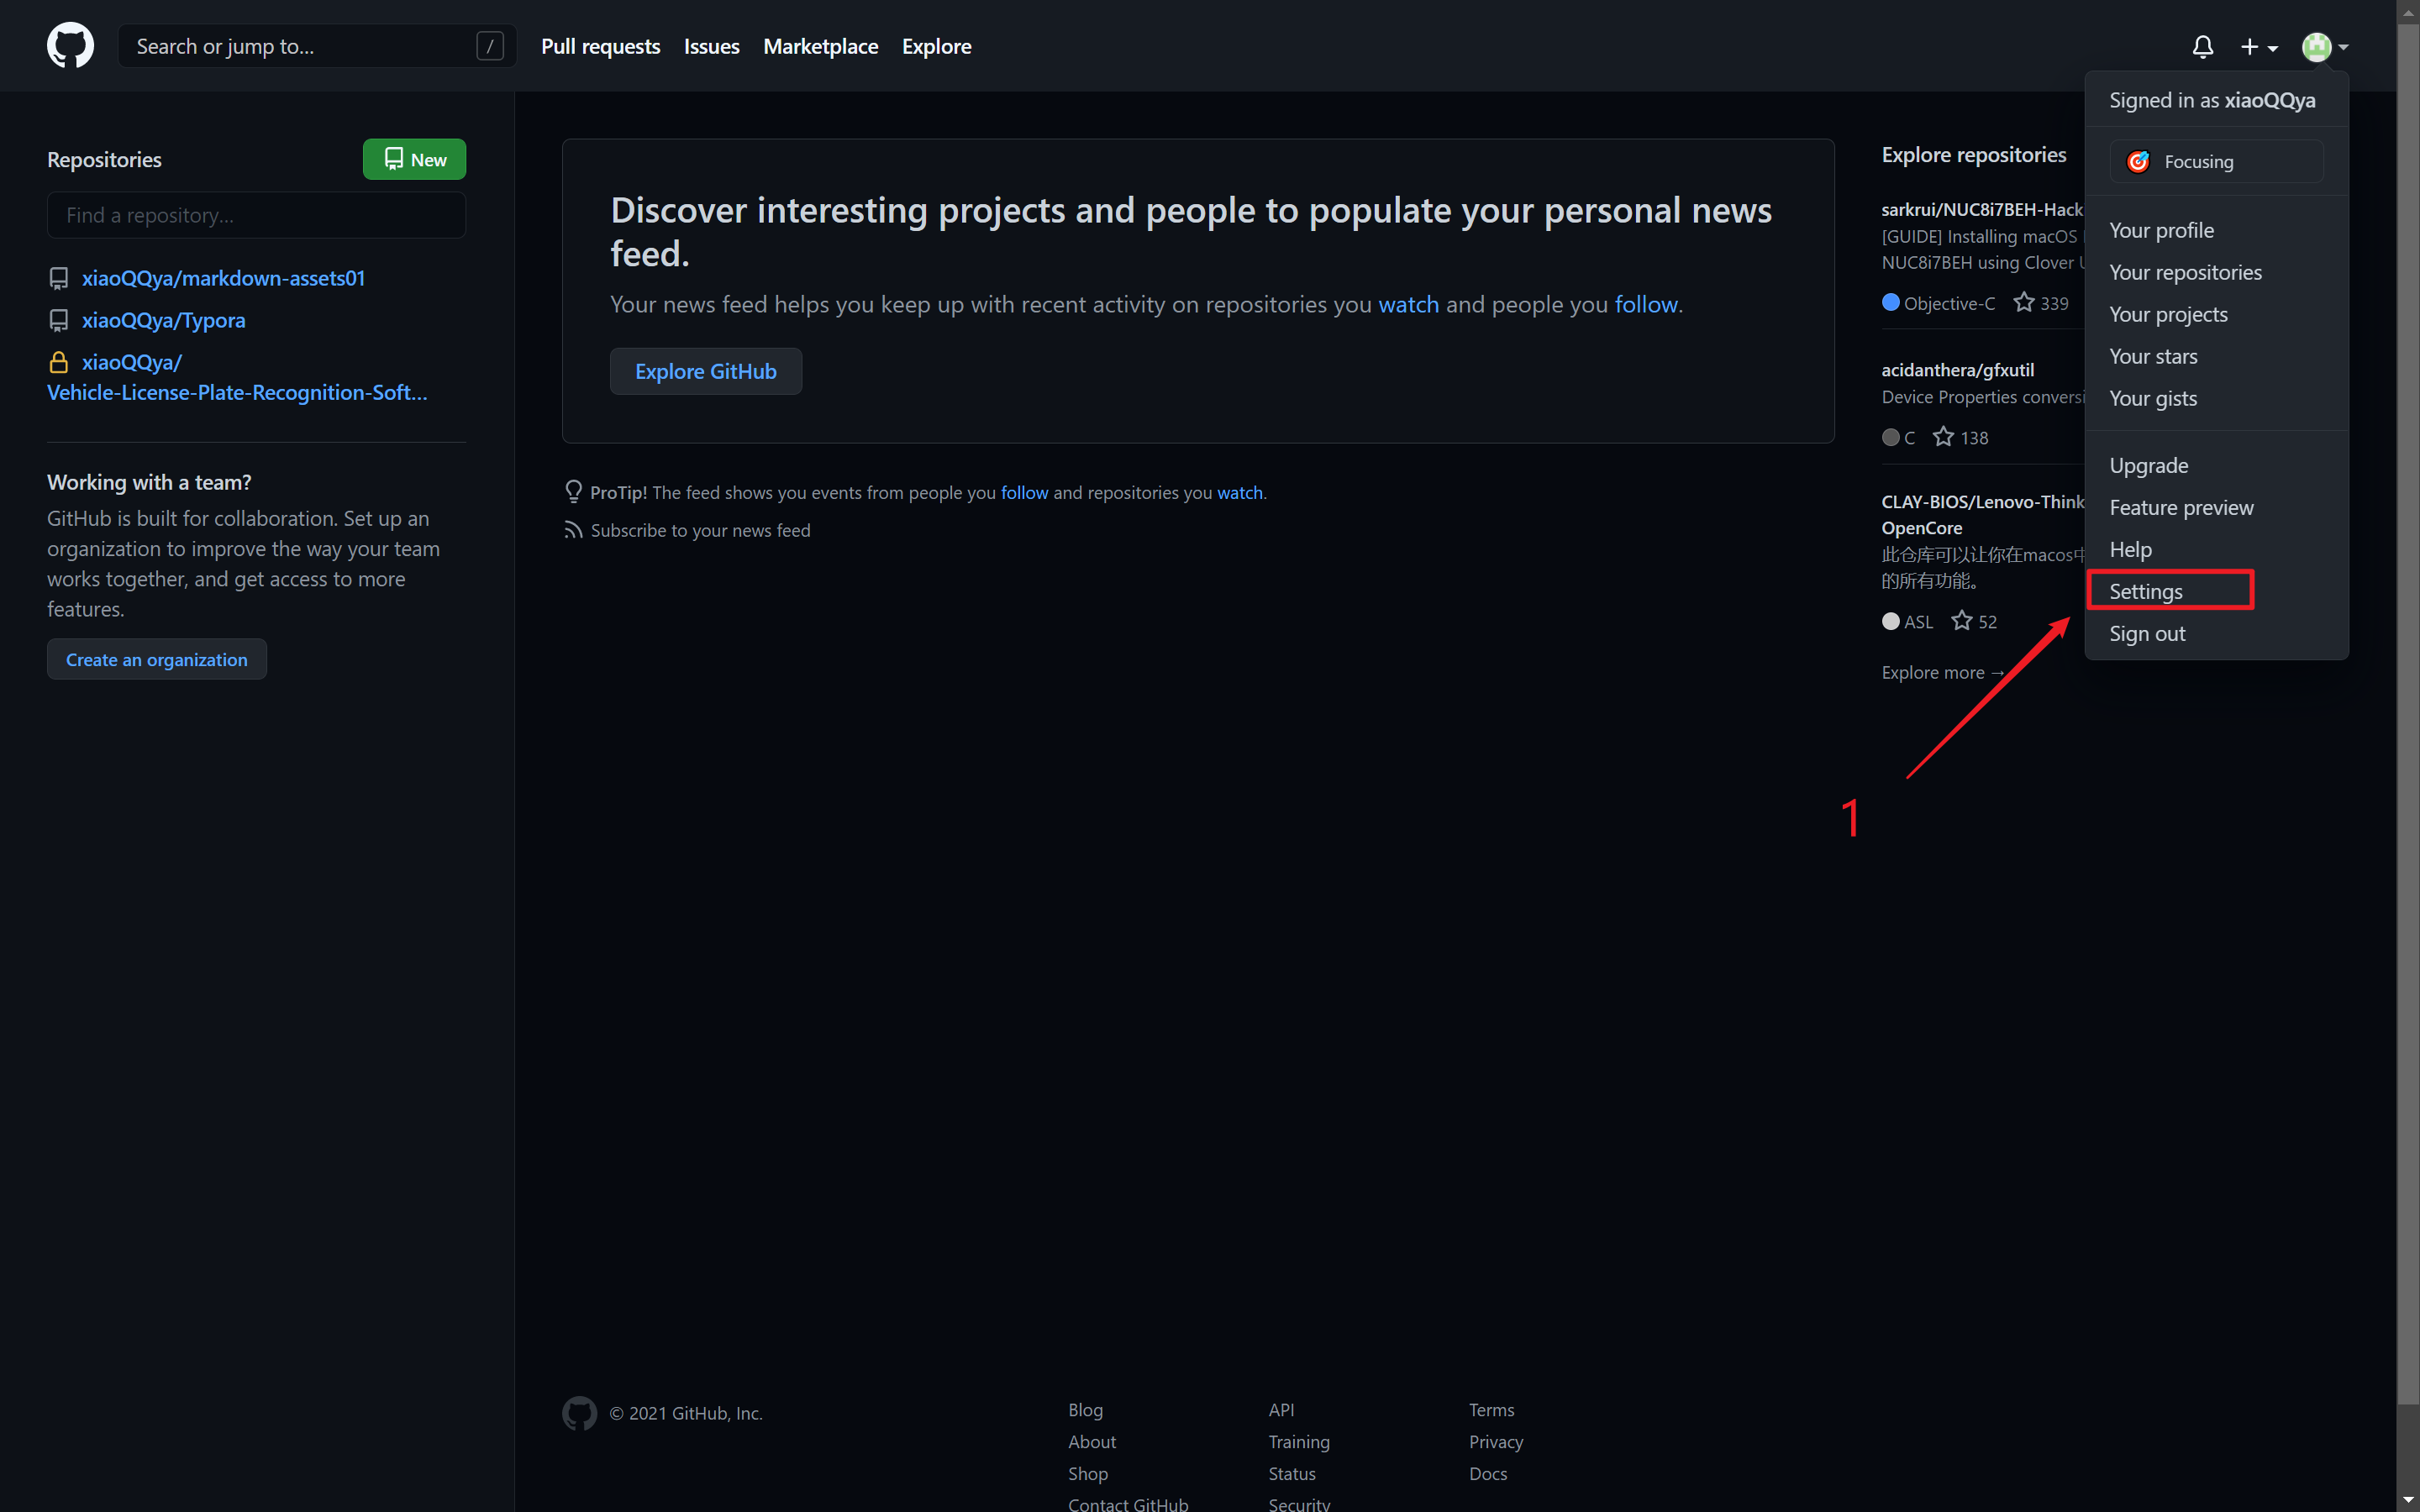 Search or jump to...
/
Pull requests
Issues
Marketplace
Explore
Repositories
New
Find a repository...
xiaoQQya/markdown-assets01
xiaoQQya/Typora
xiaoQQya/
Vehicle-License-Plate-Recognition-Soft...
Working with a team?
GitHub is built for collaboration. Set up an
organization to improve the way your team
works together, and get access to more
features.
Create an organization
Discover interesting projects and people to populate your personal news
feed.
Your news feed helps you keep up with recent activity on repositories you watch and people you follow.
Explore GitHub
ProTip! The feed shows you events from people you follow and repositories you watch.
Subscribe to your news feed
Explore repositories
sarkrui/NUC8i7BEH-Hack
[GUIDE] Installing macOS
NUC8i7BEH using Clover
Objective-C 339
acidanthera/gfxutil
Device Properties conversi
C 138
CLAY-BIOS/Lenovo-Think
OpenCore
此仓库可以让你在macos中
的所有功能。
ASL 52
Explore more →
Signed in as xiaoQQya
Focusing
Your profile
Your repositories
Your projects
Your stars
Your gists
Upgrade
Feature preview
Help
Settings
Sign out
1
© 2021 GitHub, Inc.
Blog
About
Shop
Contact GitHub
API
Training
Status
Security
Terms
Privacy
Docs